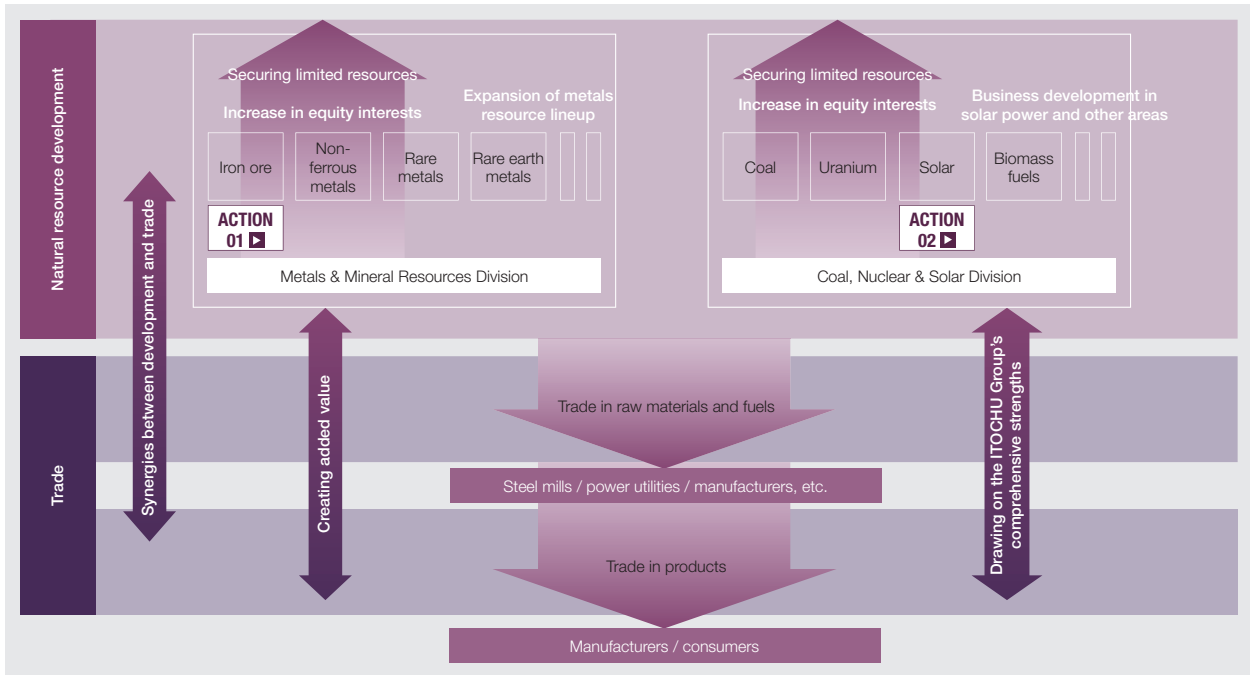 Natural resource development
Synergies between development and trade
Securing limited resources
Increase in equity interests
Expansion of metals
resource lineup
Iron ore
Non-
ferrous
metals
Rare
metals
Rare earth
metals
ACTION
01
Metals & Mineral Resources Division
Securing limited resources
Increase in equity interests
Business development in
solar power and other areas
Coal
Uranium
Solar
Biomass
fuels
ACTION
02
Coal, Nuclear & Solar Division
Trade
Creating added value
Trade in raw materials and fuels
Steel mills / power utilities / manufacturers, etc.
Trade in products
Manufacturers / consumers
Drawing on the ITOCHU Group's
comprehensive strengths